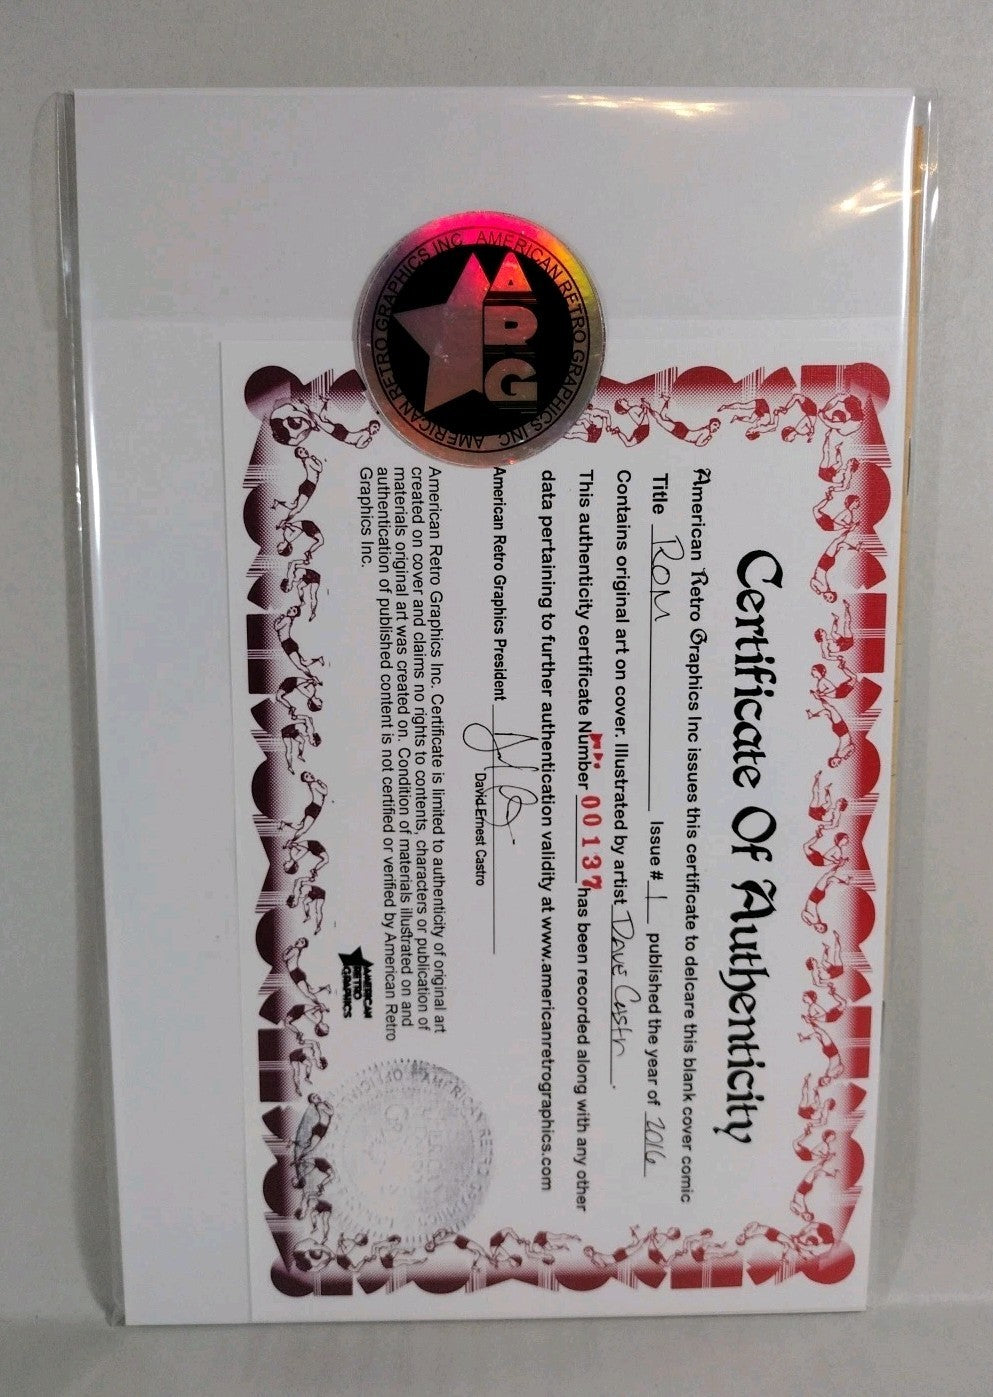 Certificate Of Authenticity
American Retro Graphics Inc issues this certificate to delcare this blank cover comic
Title ROM Issue # 1 published the year of 2016
Contains original art on cover. Illustrated by artist Dave Castr.
This authenticity certificate Number 00137 has been recorded along with any other
data pertaining to further authentication validity at www.americanretrographics.com
American Retro Graphics President
David Ernest Castro
American Retro Graphics Inc. Certificate is limited to authenticity of original art
created on cover and claims no rights to contents, characters or publication of
materials original art was created on. Condition of materials illustrated on and
authentication of published content is not certified or verified by American Retro
Graphics Inc.
AMERICAN
RETRO
GRAPHICS
AMERICAN RETRO GRAPHICS INC AMERICAN RETRO GRAPHICS INC
ARG
AMERICAN RE